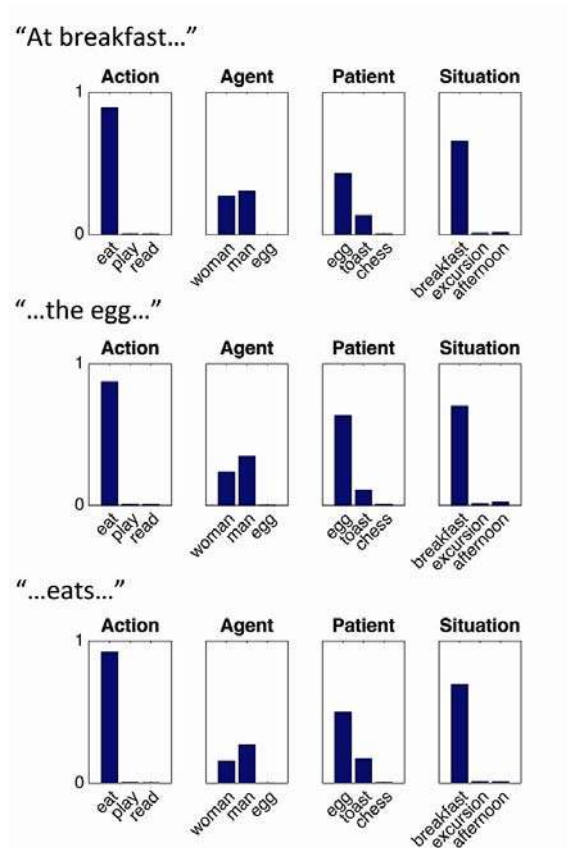 “At breakfast...”
Action Agent Patient Situation
1
0
eat play read woman man egg egg toast chess breakfast excursion afternoon
“...the egg...”
Action Agent Patient Situation
1
0
eat play read woman man egg egg toast chess breakfast excursion afternoon
“...eats...”
Action Agent Patient Situation
1
0
eat play read woman man egg egg toast chess breakfast excursion afternoon